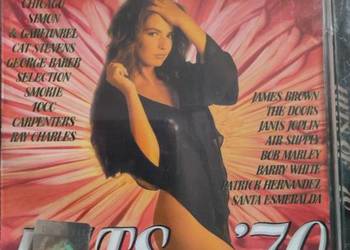 CHICAGO
SIMON
& GARFUNKEL
CAT STEVENS
GEORGE BAKER
SELECTION
SMOKIE
10CC
CARPENTERS
RAY CHARLES
JAMES BROWN
THE DOORS
JANIS JOPLIN
AIR SUPPLY
BOB MARLEY
BARRY WHITE
PATRICK HERNANDEZ
SANTA ESMERALDA
HITS '70